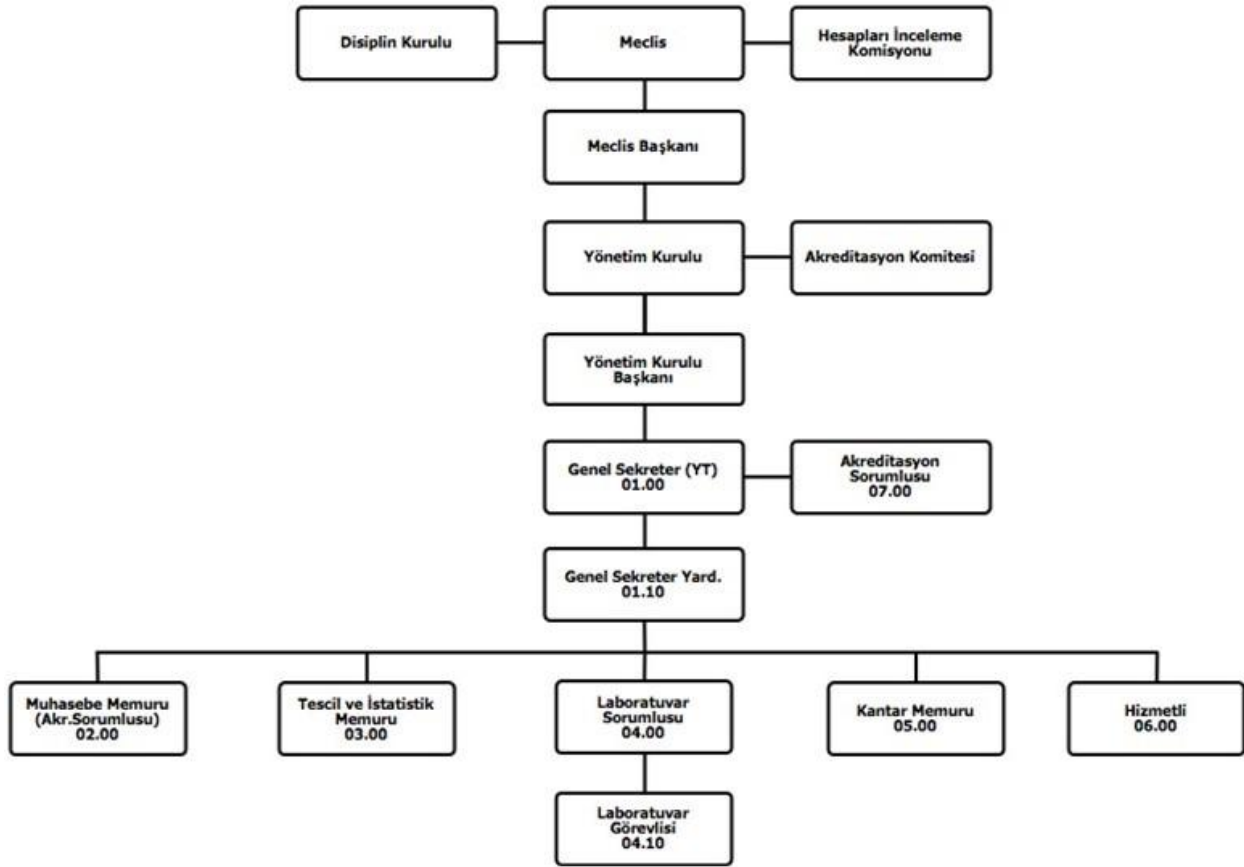 Disiplin Kurulu
Meclis
Hesapları İnceleme
Komisyonu
Meclis Başkanı
Yönetim Kurulu
Akreditasyon Komitesi
Yönetim Kurulu
Başkanı
Genel Sekreter (YT)
01.00
Akreditasyon
Sorumlusu
07.00
Genel Sekreter Yard.
01.10
Muhasebe Memuru
(Akr.Sorumlusu)
02.00
Tescil ve İstatistik
Memuru
03.00
Laboratuvar
Sorumlusu
04.00
Kantar Memuru
05.00
Hizmetli
06.00
Laboratuvar
Görevlisi
04.10